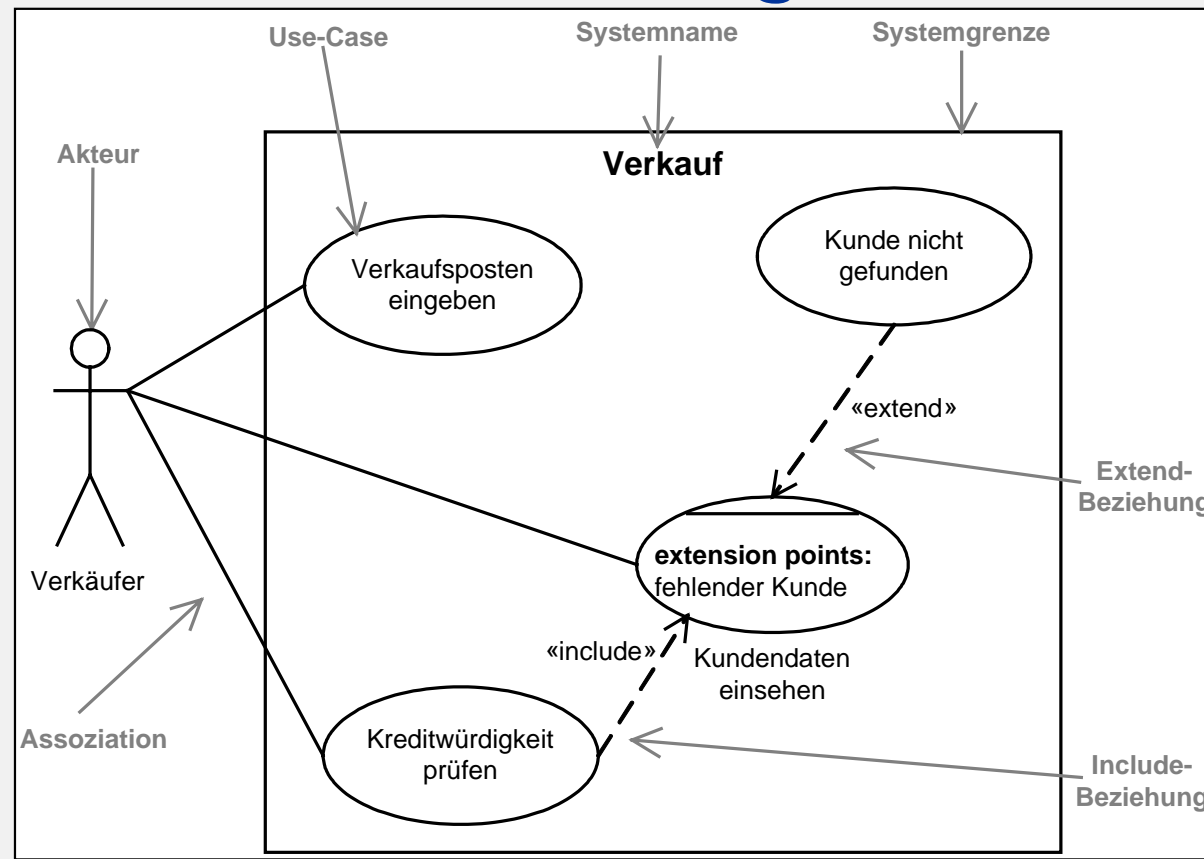 Use-Case
Systemname
Systemgrenze
Akteur
Verkauf
Verkaufsposten
eingeben
Kunde nicht
gefunden
«extend»
Extend-
Beziehung
extension points:
fehlender Kunde
Verkäufer
«include»
Kundendaten
einsehen
Assoziation
Kreditwürdigkeit
prüfen
Include-
Beziehung